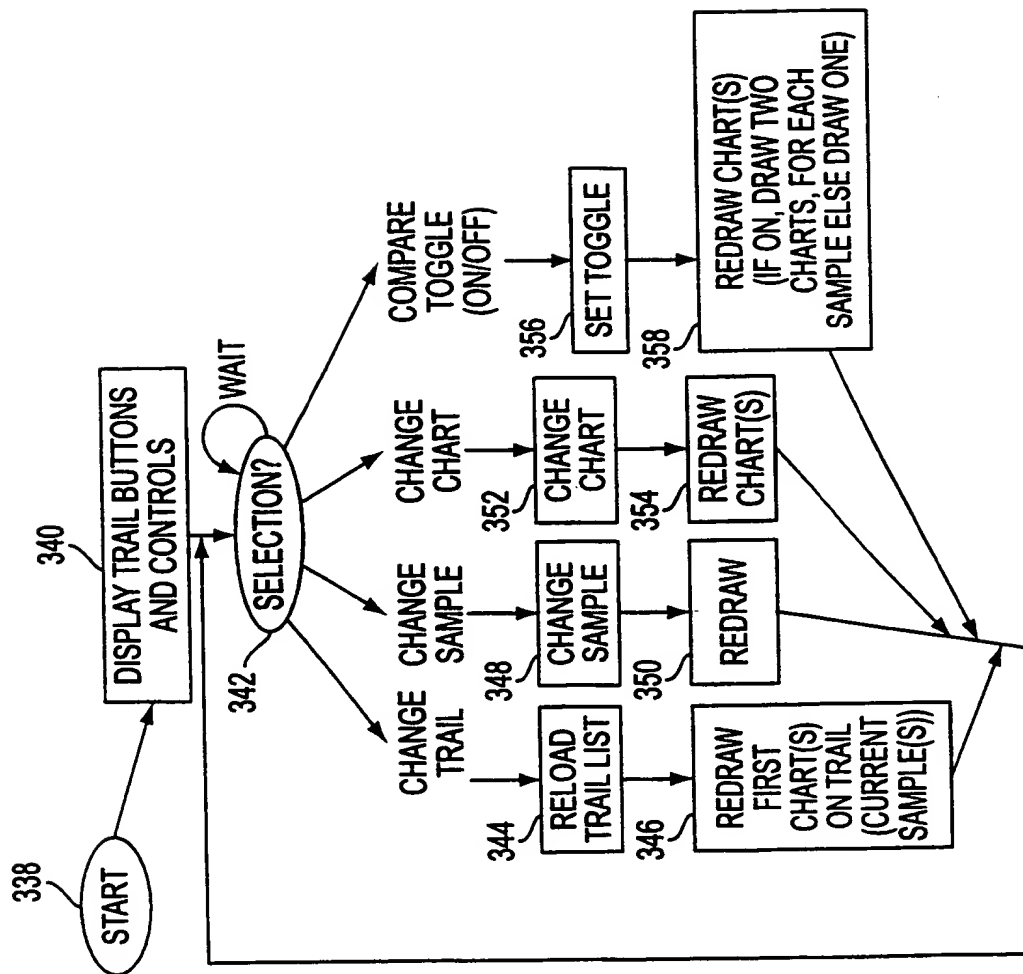 338
START
340
DISPLAY TRAIL BUTTONS
AND CONTROLS
WAIT
342
SELECTION?
CHANGE
TRAIL
CHANGE
SAMPLE
CHANGE
CHART
COMPARE
TOGGLE
(ON/OFF)
344
RELOAD
TRAIL LIST
348
CHANGE
SAMPLE
352
CHANGE
CHART
356
SET TOGGLE
346
REDRAW
FIRST
CHART(S)
ON TRAIL
(CURRENT
SAMPLE(S))
350
REDRAW
354
REDRAW
CHART(S)
358
REDRAW CHART(S)
(IF ON, DRAW TWO
CHARTS, FOR EACH
SAMPLE ELSE DRAW ONE)